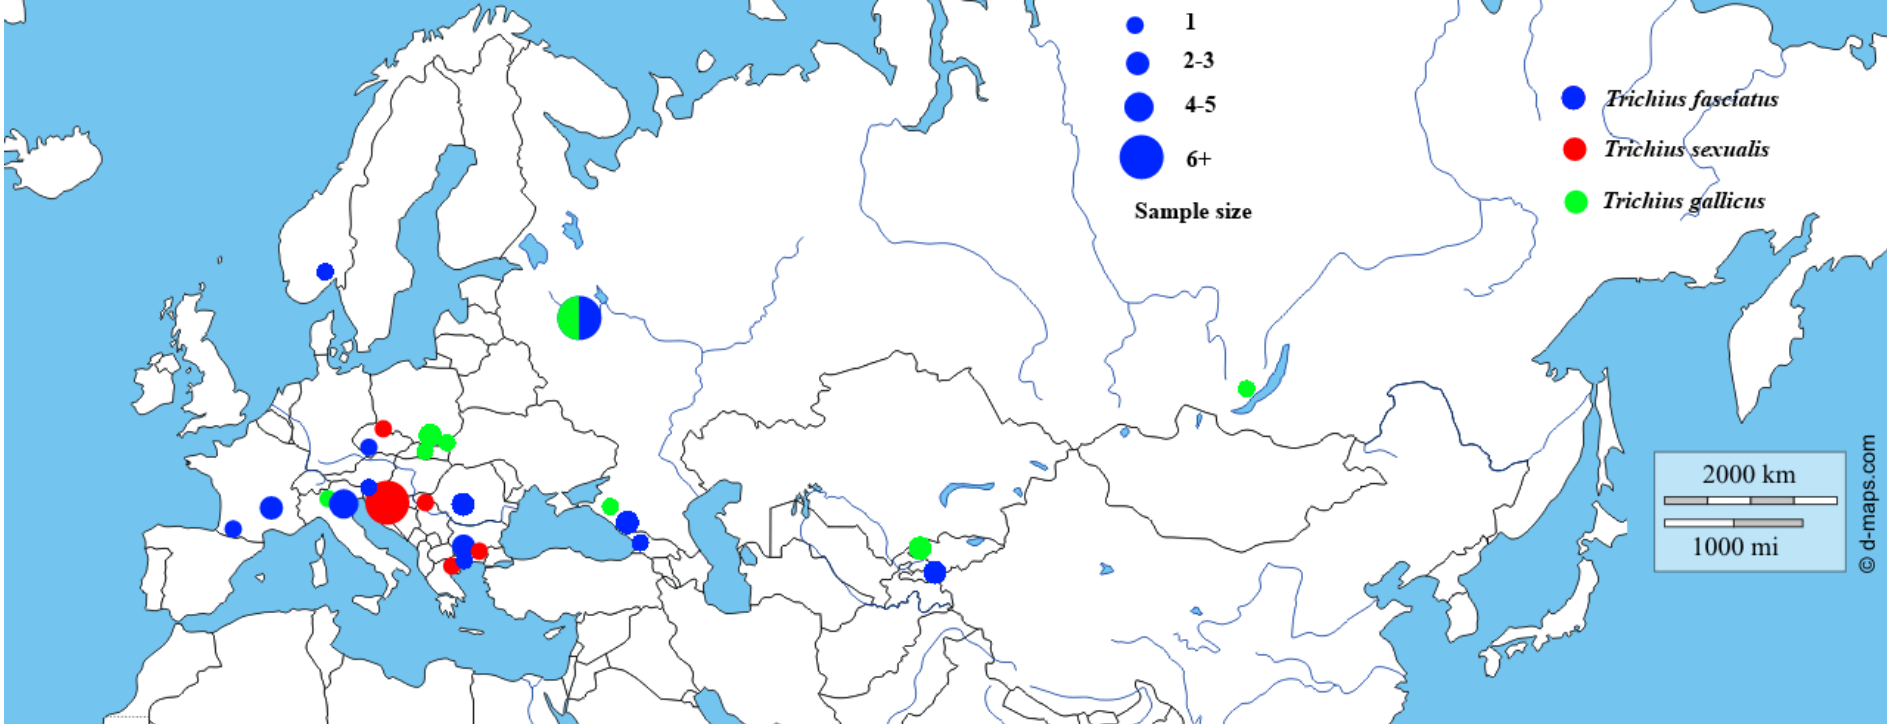 1
2-3
4-5
6+
Sample size
Trichius fasciatus
Trichius sexualis
Trichius gallicus
2000 km
1000 mi
© d-maps.com